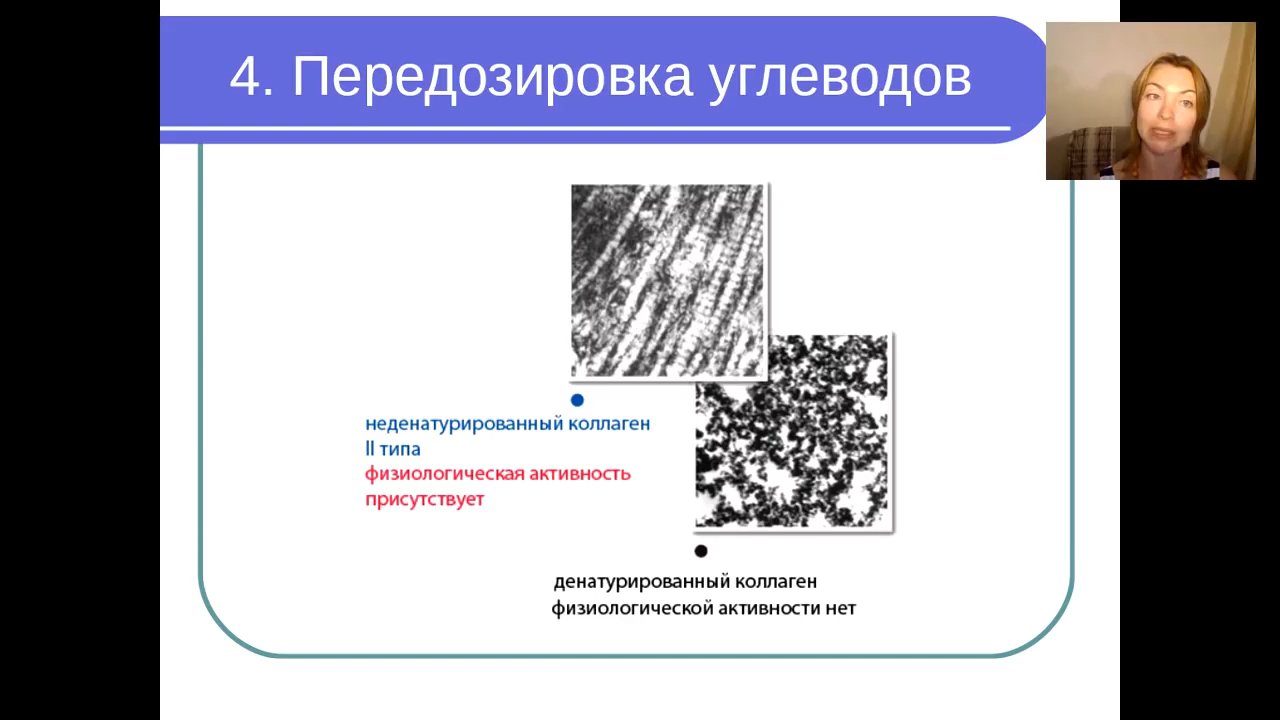 4. Передозировка углеводов
неденатурированный коллаген
II типа
физиологическая активность
присутствует
денатурированный коллаген
физиологической активности нет